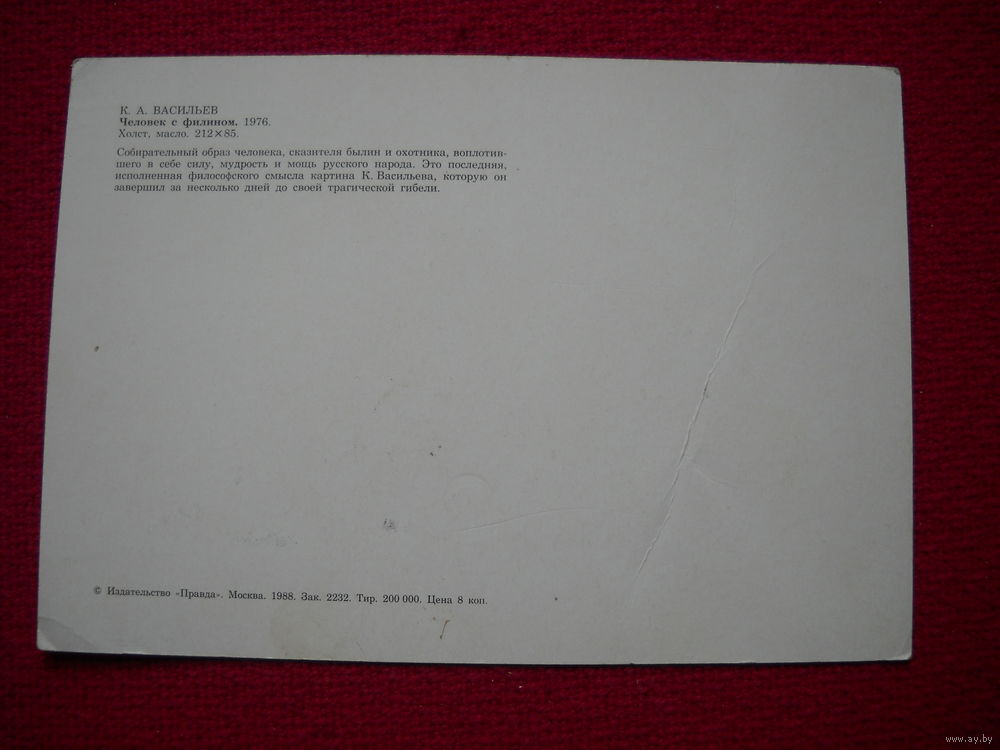 К. А. ВАСИЛЬЕВ
Человек с филином. 1976.
Холст, масло. 212×85.
Собирательный образ человека, сказителя былин и охотника, воплотив-
шего в себе силу, мудрость и мощь русского народа. Это последняя,
исполненная философского смысла картина К. Васильева, которую он
завершил за несколько дней до своей трагической гибели.
© Издательство «Правда». Москва. 1988. Зак. 2232. Тир. 200 000. Цена 8 коп.
www.ay.by